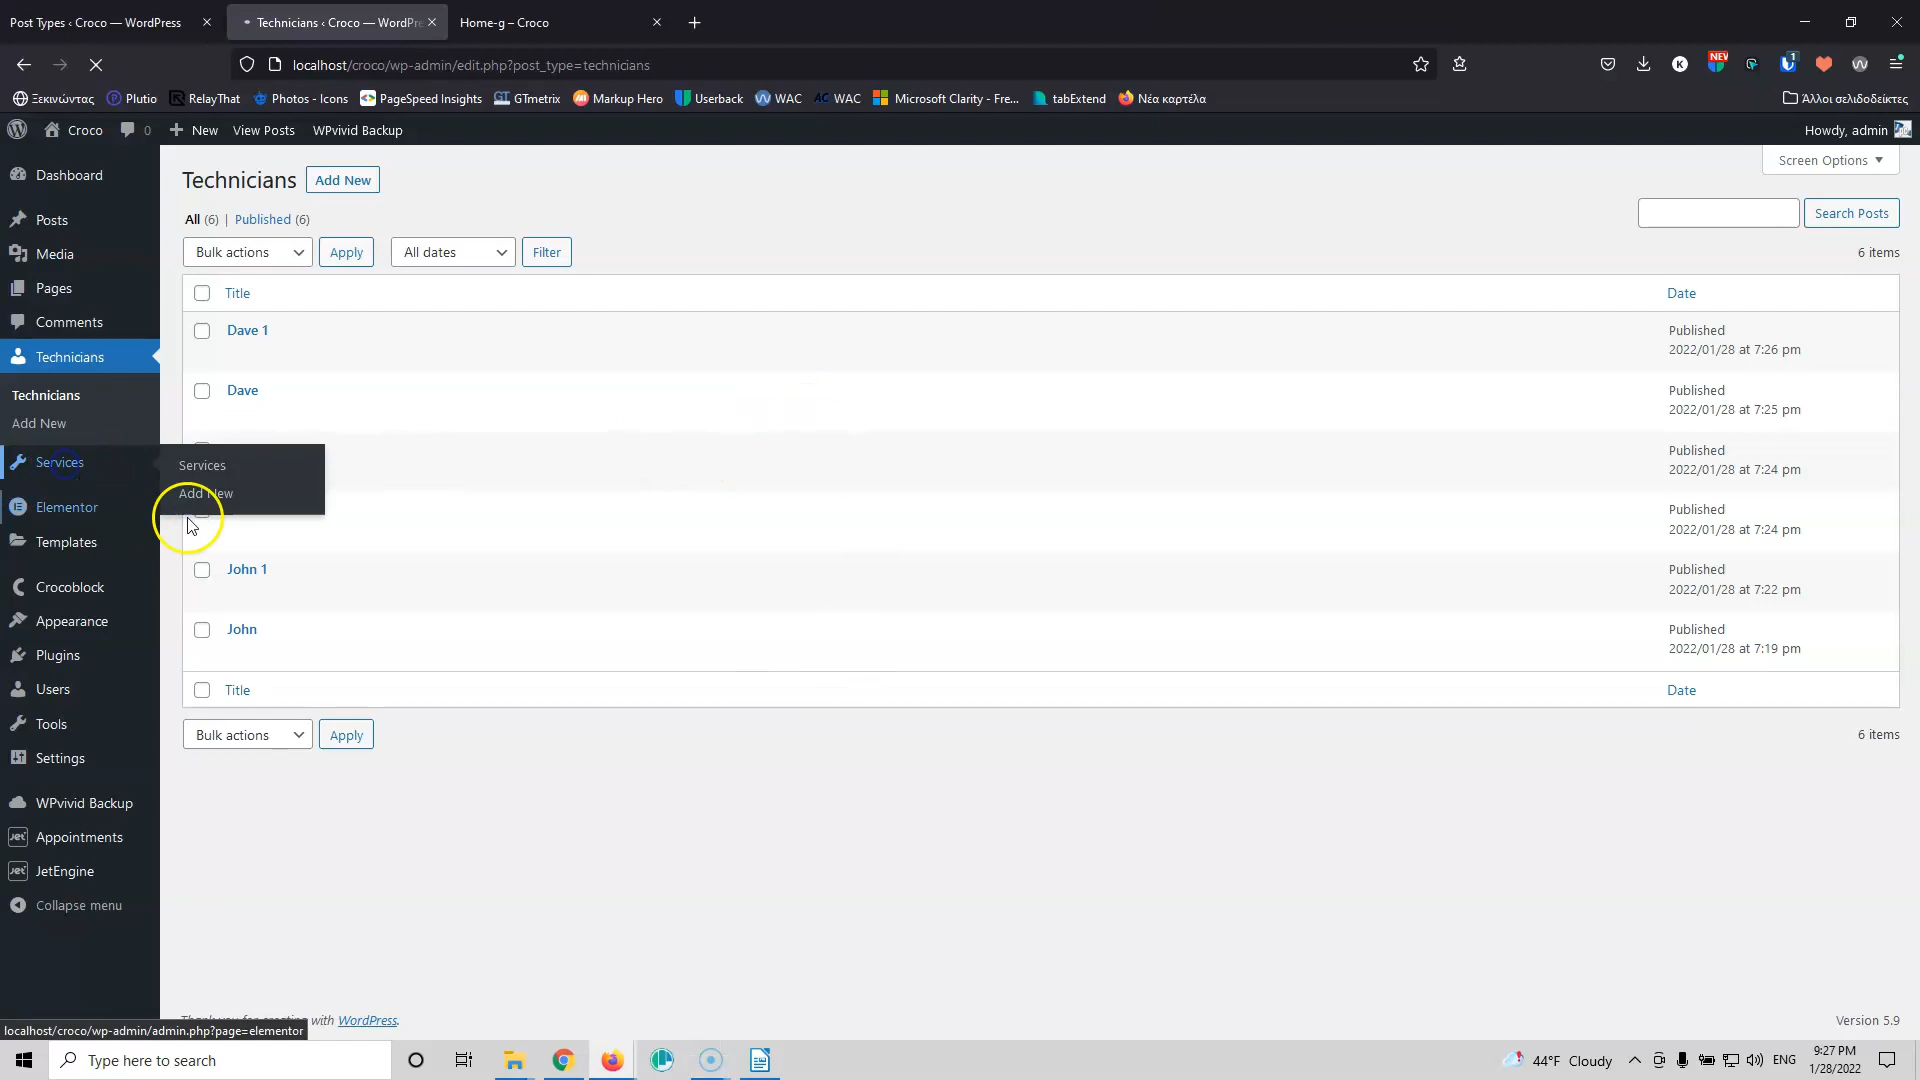 Post Types ‹ Croco — WordPress
Technicians ‹ Croco — WordPre
Home-g – Croco
localhost/croco/wp-admin/edit.php?post_type=technicians
NEW
K
1
Ξεκινώντας
Plutio
RelayThat
Photos - Icons
PageSpeed Insights
GTmetrix
Markup Hero
Userback
WAC
WAC
Microsoft Clarity - Fre...
tabExtend
Νέα καρτέλα
Άλλοι σελιδοδείκτες
Croco
0
New
View Posts
WPvivid Backup
Howdy, admin
Dashboard
Posts
Media
Pages
Comments
Technicians
Technicians
Add New
Services
Services
Add New
Elementor
Templates
Crocoblock
Appearance
Plugins
Users
Tools
Settings
WPvivid Backup
Appointments
JetEngine
Collapse menu
Screen Options
Technicians
Add New
All (6) | Published (6)
Search Posts
Bulk actions
Apply
All dates
Filter
6 items
Title
Date
Dave 1
Published
2022/01/28 at 7:26 pm
Dave
Published
2022/01/28 at 7:25 pm
Published
2022/01/28 at 7:24 pm
Published
2022/01/28 at 7:24 pm
John 1
Published
2022/01/28 at 7:22 pm
John
Published
2022/01/28 at 7:19 pm
Title
Date
Bulk actions
Apply
6 items
Thank you for creating with WordPress.
Version 5.9
localhost/croco/wp-admin/admin.php?page=elementor
Type here to search
44°F Cloudy
ENG
9:27 PM
1/28/2022